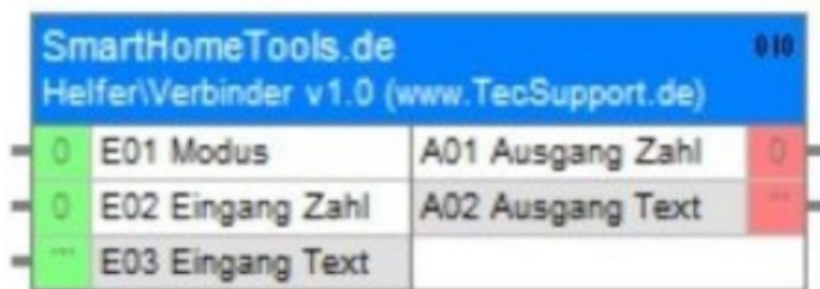 SmartHomeTools.de 010
Helfer\Verbinder v1.0 (www.TecSupport.de)
0 E01 Modus A01 Ausgang Zahl 0
0 E02 Eingang Zahl A02 Ausgang Text ""
"" E03 Eingang Text